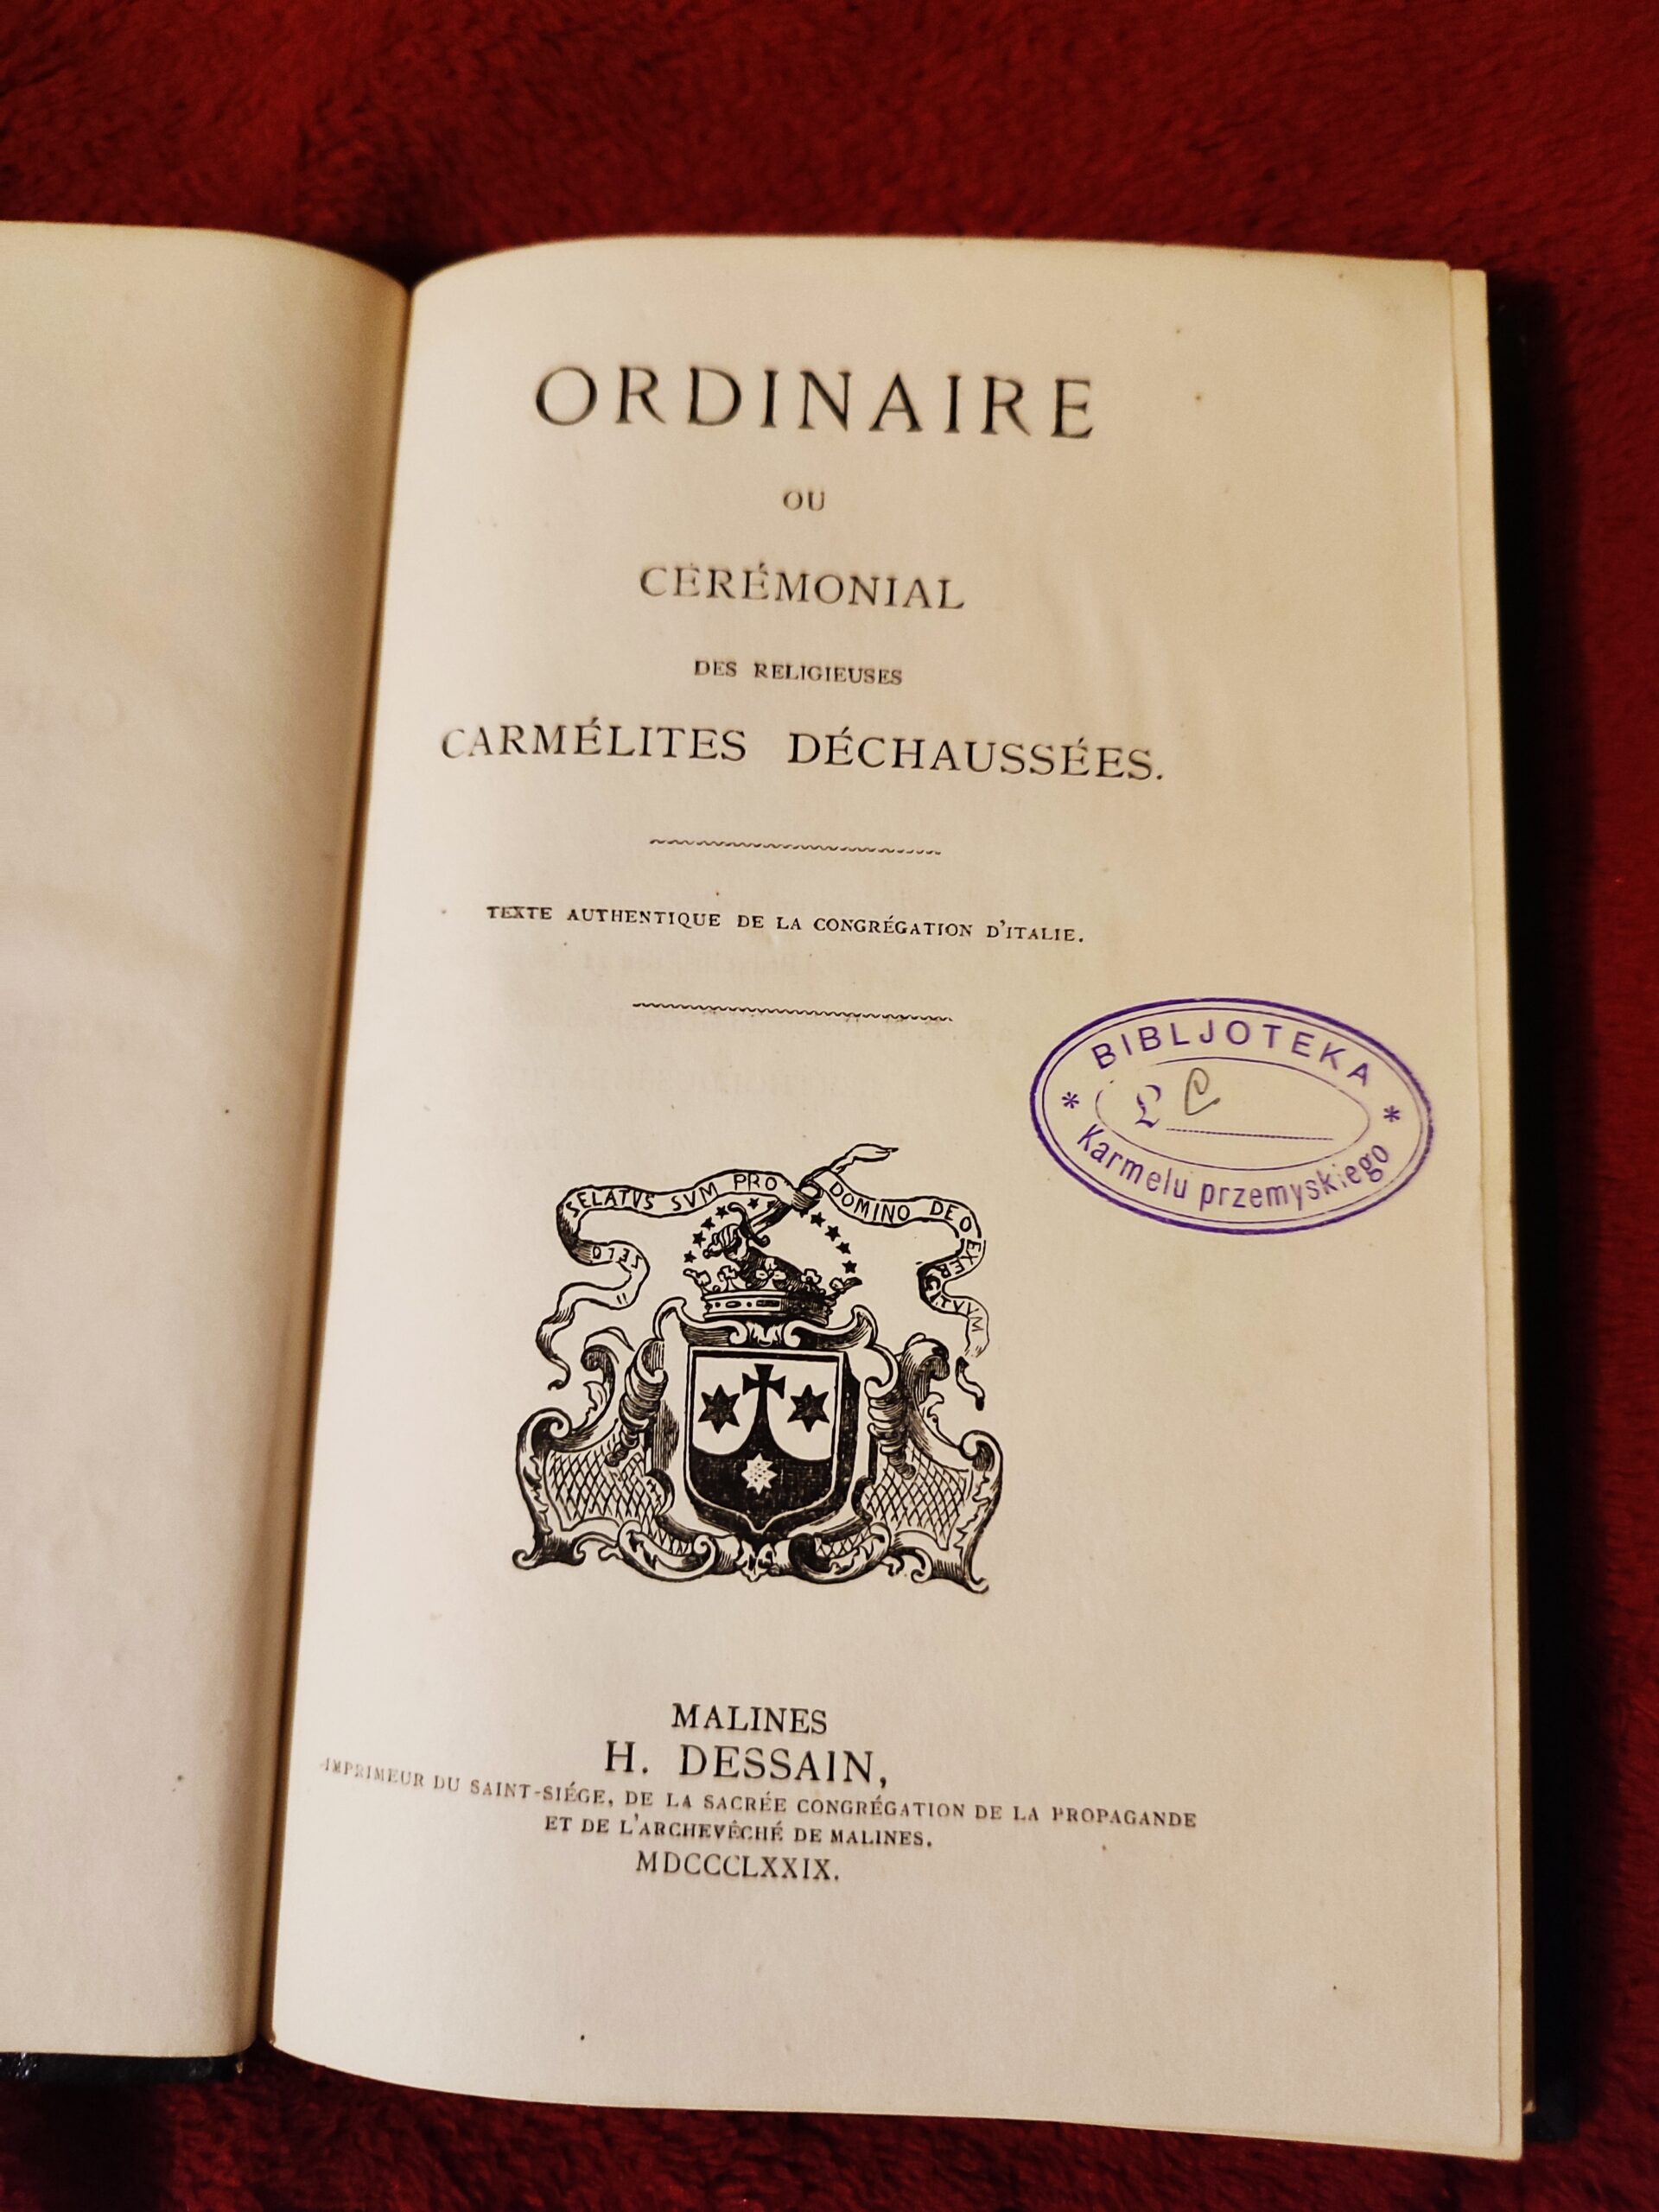 ORDINAIRE
OU
CÉRÉMONIAL
DES RELIGIEUSES
CARMÉLITES DÉCHAUSSÉES.
TEXTE AUTHENTIQUE DE LA CONGRÉGATION D'ITALIE.
BIBLJOTEKA
L C
Karmelu przemyskiego
SELO SELATVS SVM PRO DOMINO DEO EXERCITVVM
MALINES
H. DESSAIN,
IMPRIMEUR DU SAINT-SIÉGE, DE LA SACRÉE CONGRÉGATION DE LA PROPAGANDE
ET DE L'ARCHEVÊCHÉ DE MALINES.
MDCCCLXXIX.